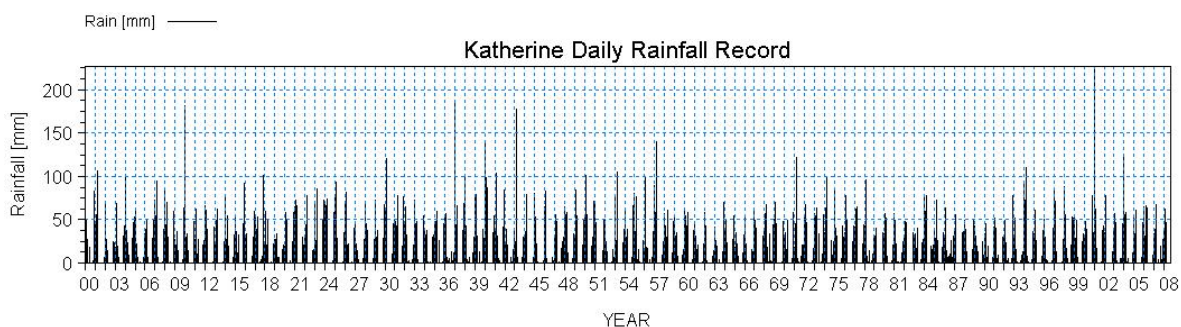 Rain [mm]
Katherine Daily Rainfall Record
Rainfall [mm]
200
150
100
50
0
00 03 06 09 12 15 18 21 24 27 30 33 36 39 42 45 48 51 54 57 60 63 66 69 72 75 78 81 84 87 90 93 96 99 02 05 08
YEAR